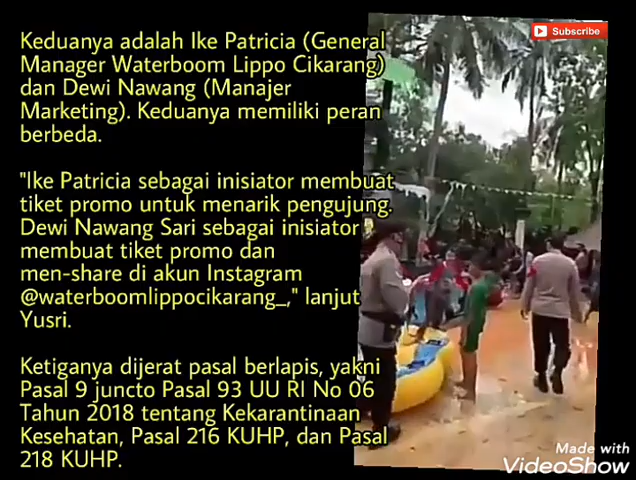 Keduanya adalah Ike Patricia (General
Manager Waterboom Lippo Cikarang)
dan Dewi Nawang (Manajer
Marketing). Keduanya memiliki peran
berbeda.
"Ike Patricia sebagai inisiator membuat
tiket promo untuk menarik pengujung.
Dewi Nawang Sari sebagai inisiator
membuat tiket promo dan
men-share di akun Instagram
@waterboomlippocikarang_," lanjut
Yusri.
Ketiganya dijerat pasal berlapis, yakni
Pasal 9 juncto Pasal 93 UU RI No 06
Tahun 2018 tentang Kekarantinaan
Kesehatan, Pasal 216 KUHP, dan Pasal
218 KUHP.
SUBSCRIBE
Made with
VideoShow